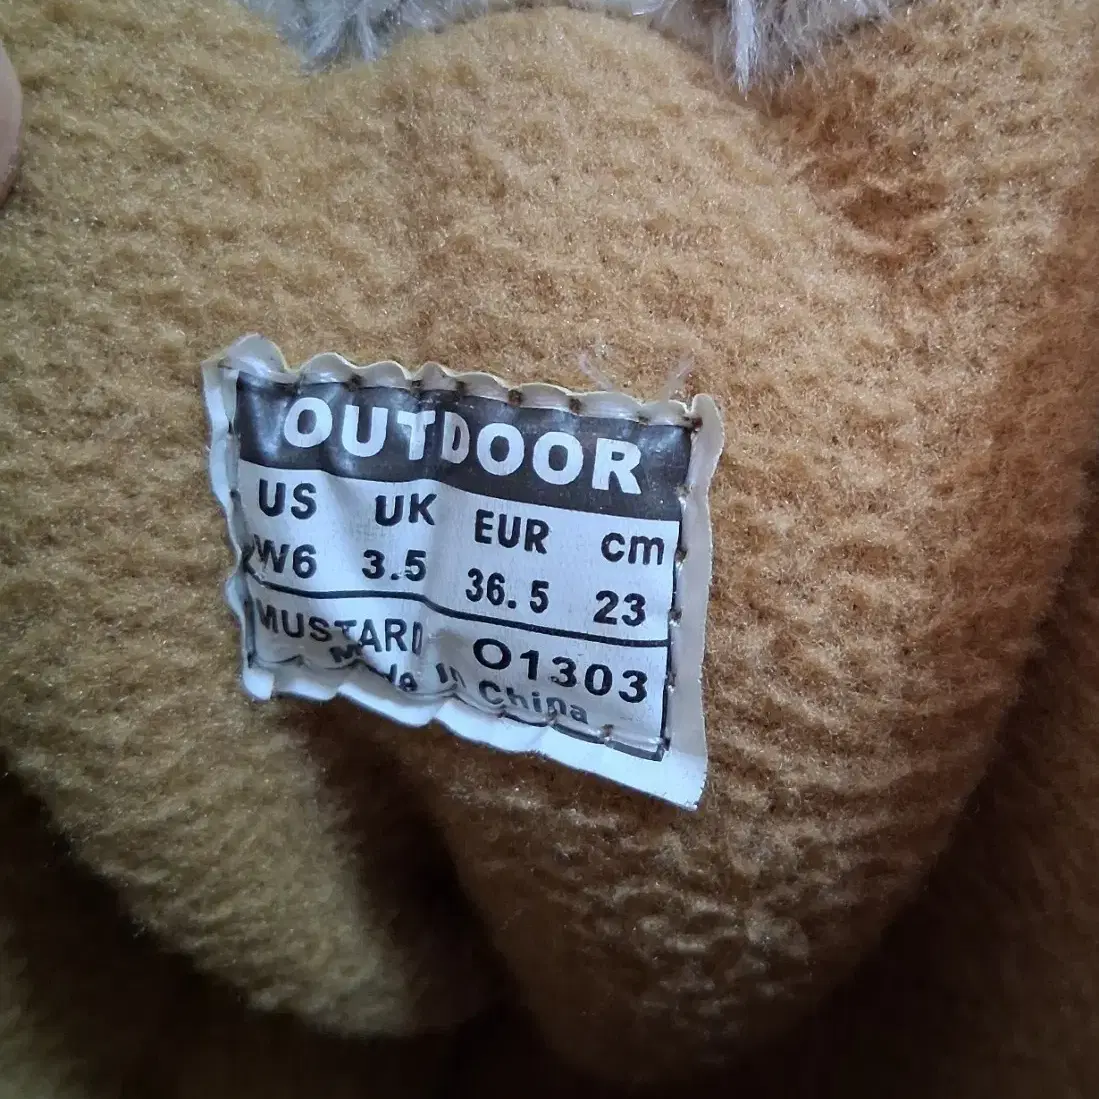 OUTDOOR
US UK EUR cm
W6 3.5 36.5 23
MUSTARD O1303
Made In China